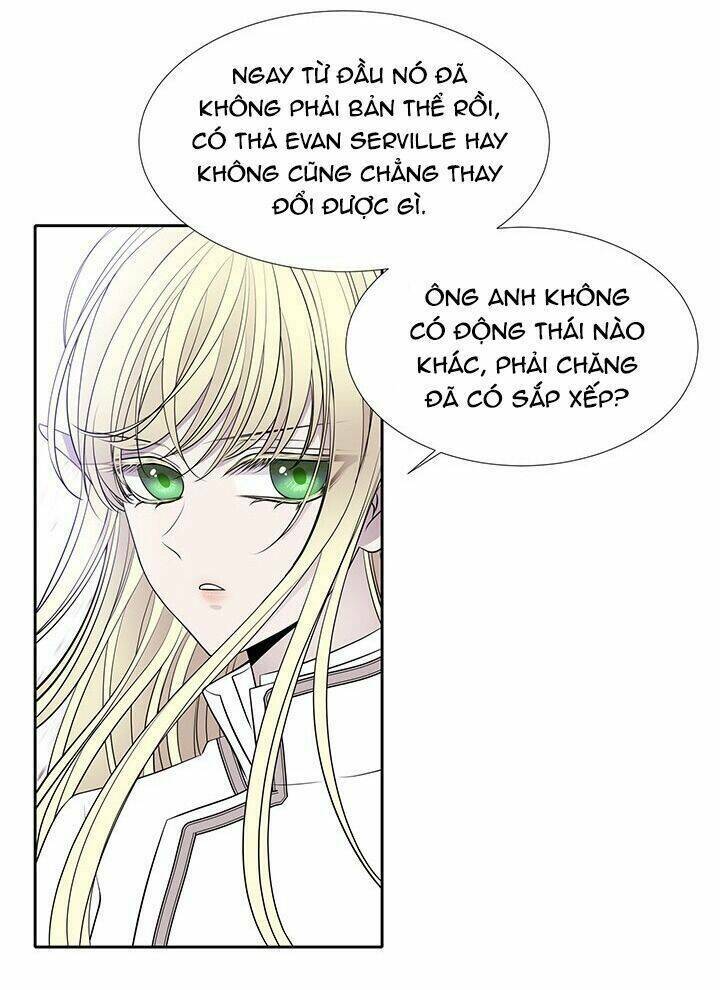 NGAY TỪ ĐẦU NÓ ĐÃ
KHÔNG PHẢI BẢN THỂ RỒI,
CÓ THẢ EVAN SERVILLE HAY
KHÔNG CŨNG CHẲNG THAY
ĐỔI ĐƯỢC GÌ.
ÔNG ANH KHÔNG
CÓ ĐỘNG THÁI NÀO
KHÁC, PHẢI CHĂNG
ĐÃ CÓ SẮP XẾP?